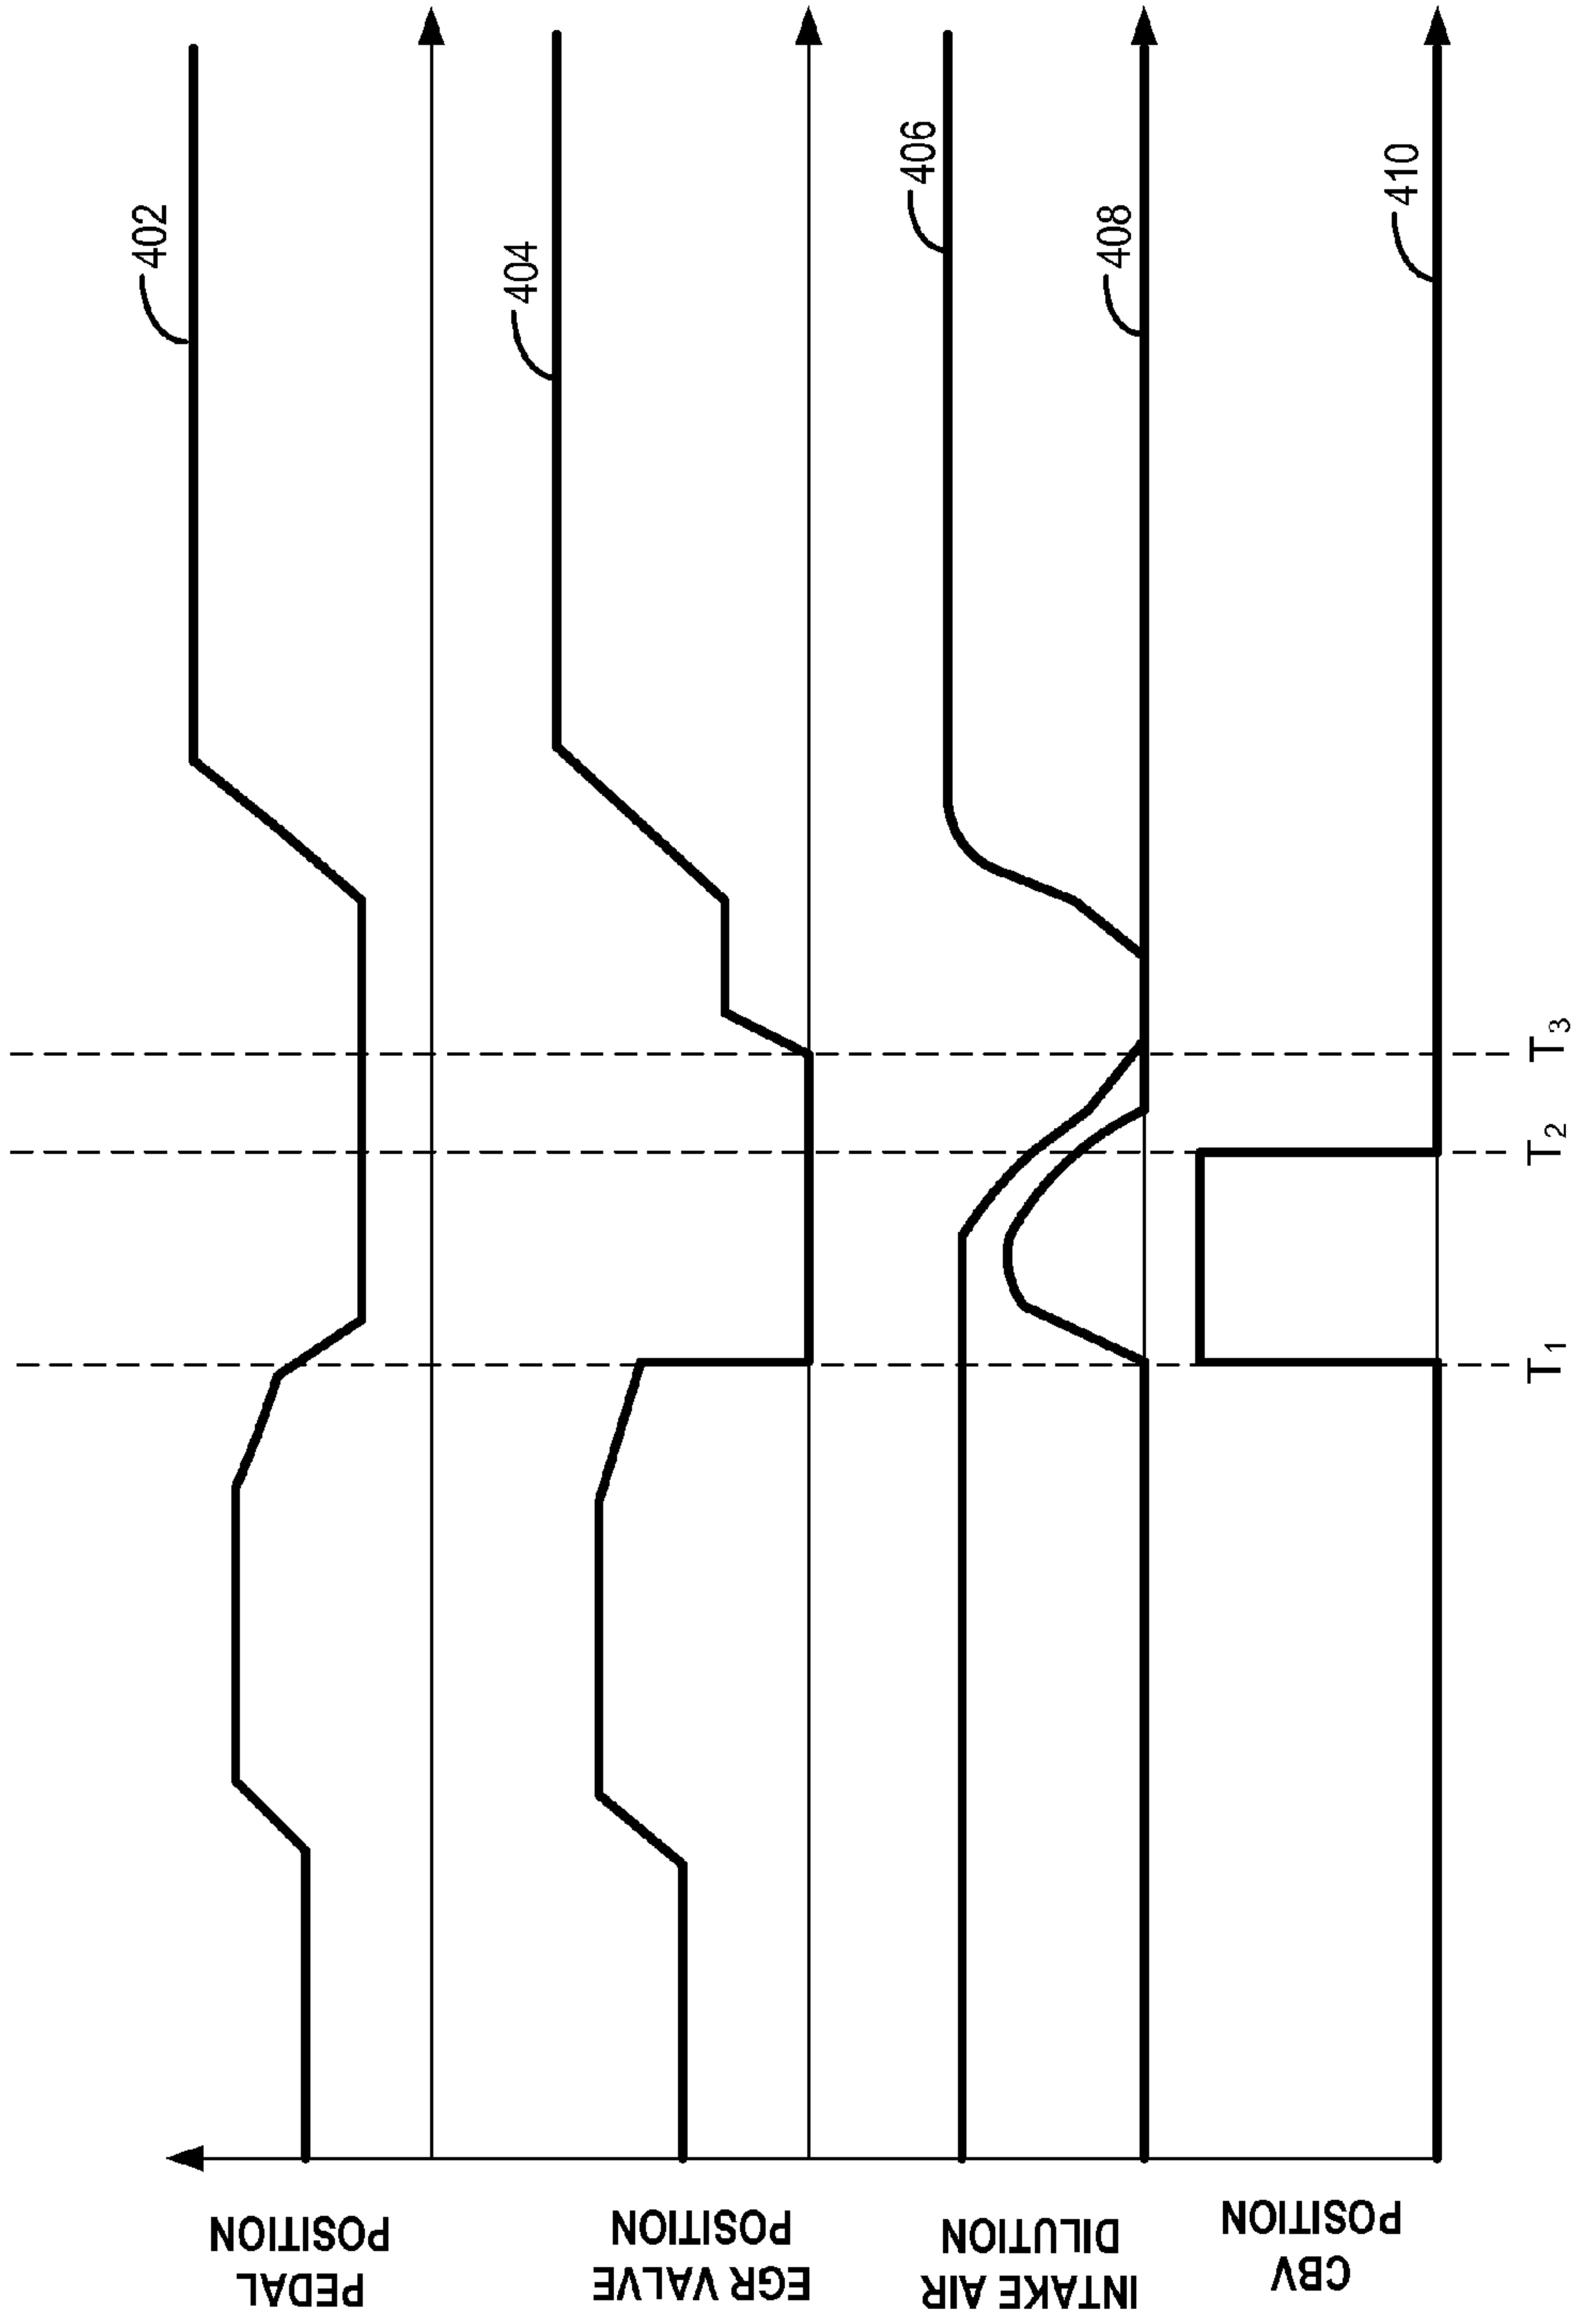 PEDAL
POSITION
402
EGR VALVE
POSITION
404
INTAKE AIR
DILUTION
406
408
CBV
POSITION
410
T1
T2
T3